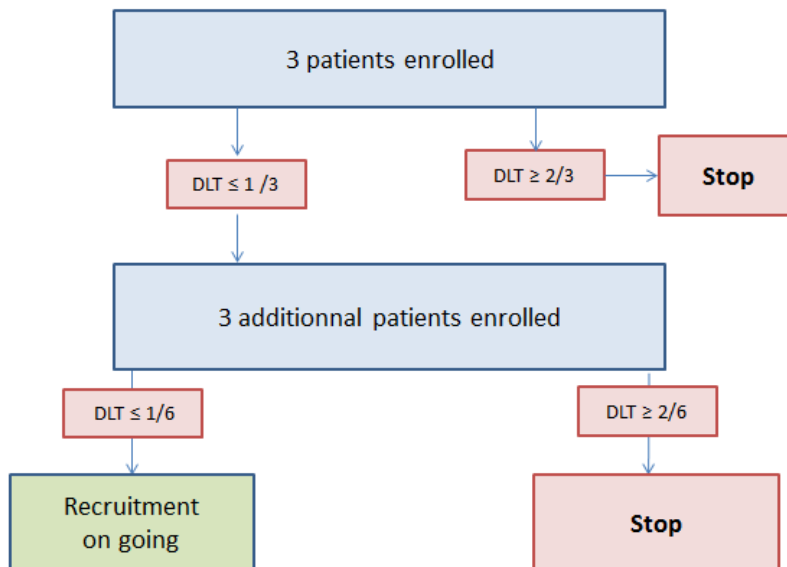 3 patients enrolled
DLT ≤ 1 /3
DLT ≥ 2/3
Stop
3 additionnal patients enrolled
DLT ≤ 1/6
DLT ≥ 2/6
Recruitment
on going
Stop